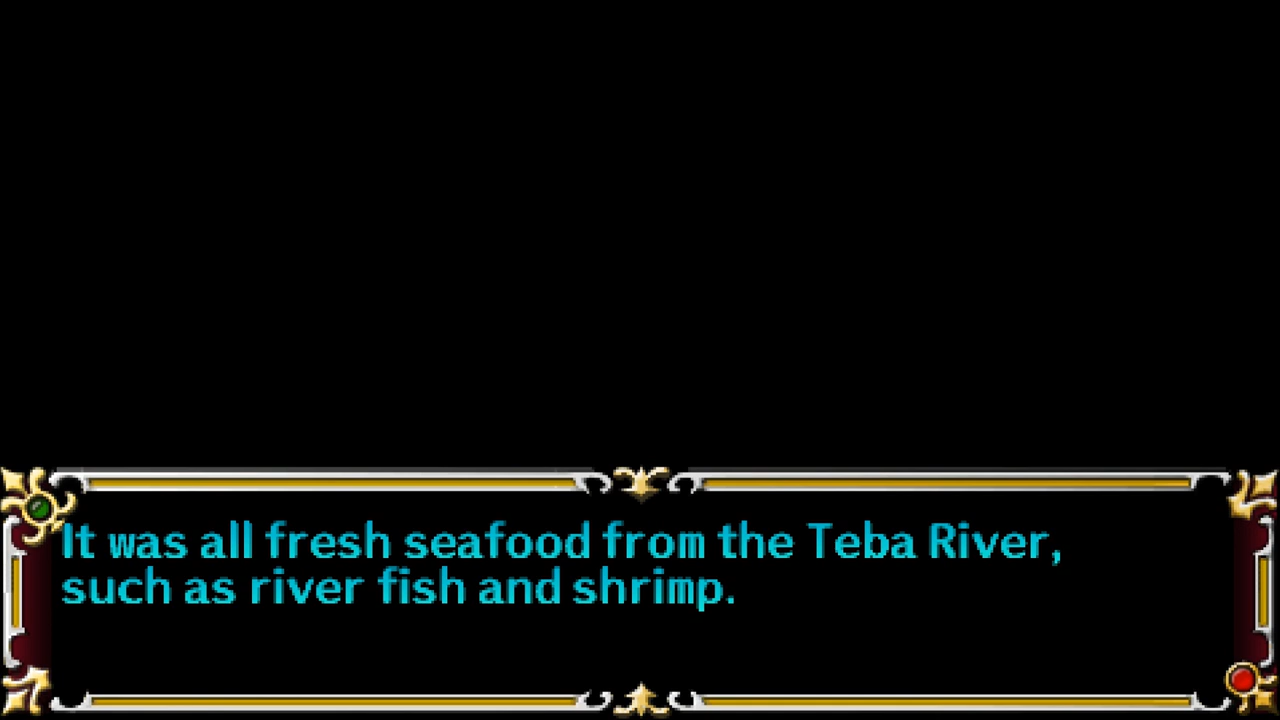 It was all fresh seafood from the Teba River,
such as river fish and shrimp.